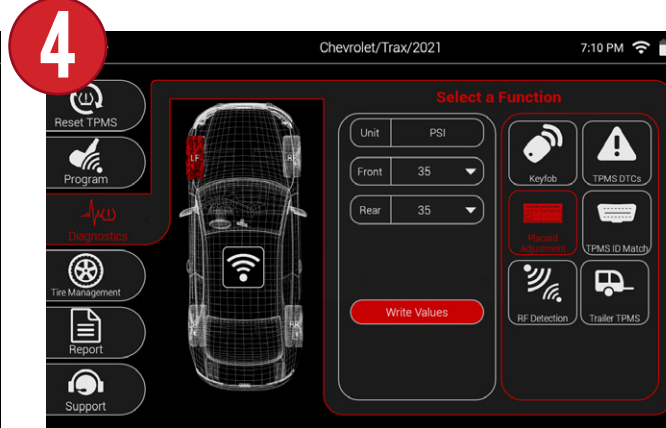 4
Chevrolet/Trax/2021
7:10 PM
Reset TPMS
Program
Diagnostics
Tire Management
Report
Support
LF
RF
RR
Select a Function
Unit PSI
Front 35
Rear 35
Write Values
Keyfob
TPMS DTCs
Placard
Adjustment
TPMS ID Match
RF Detection
Trailer TPMS